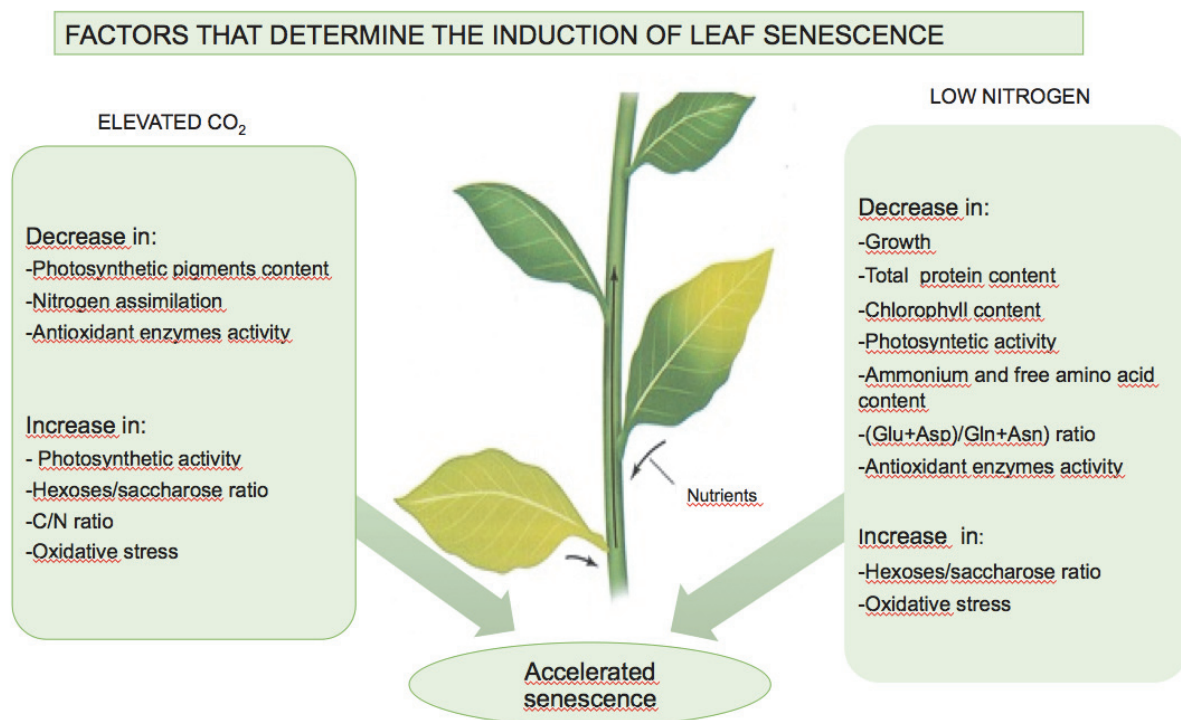 FACTORS THAT DETERMINE THE INDUCTION OF LEAF SENESCENCE
ELEVATED CO₂
Decrease in:
-Photosynthetic pigments content
-Nitrogen assimilation
-Antioxidant enzymes activity
Increase in:
- Photosynthetic activity
-Hexoses/saccharose ratio
-C/N ratio
-Oxidative stress
Nutrients
LOW NITROGEN
Decrease in:
-Growth
-Total protein content
-Chlorophyll content
-Photosyntetic activity
-Ammonium and free amino acid
content
-(Glu+Asp)/Gln+Asn) ratio
-Antioxidant enzymes activity
Increase in:
-Hexoses/saccharose ratio
-Oxidative stress
Accelerated
senescence